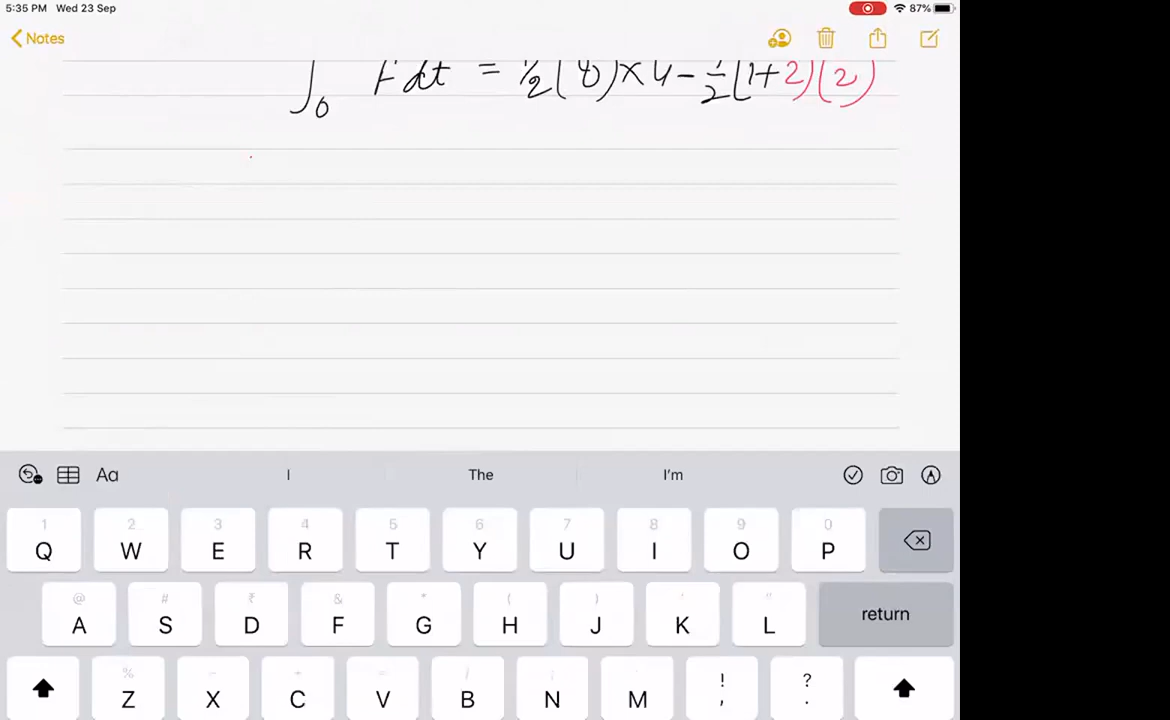 5:35 PM Wed 23 Sep 87%
Notes
∫₀ Fdt = ½(8)×4 - ½[1+2)(2)
I The I'm
Aa
1 2 3 4 5 6 7 8 9 0
Q W E R T Y U I O P
@ # ₹ & * ( ) ' "
A S D F G H J K L return
% - + = / ; : ! ?
Z X C V B N M , .